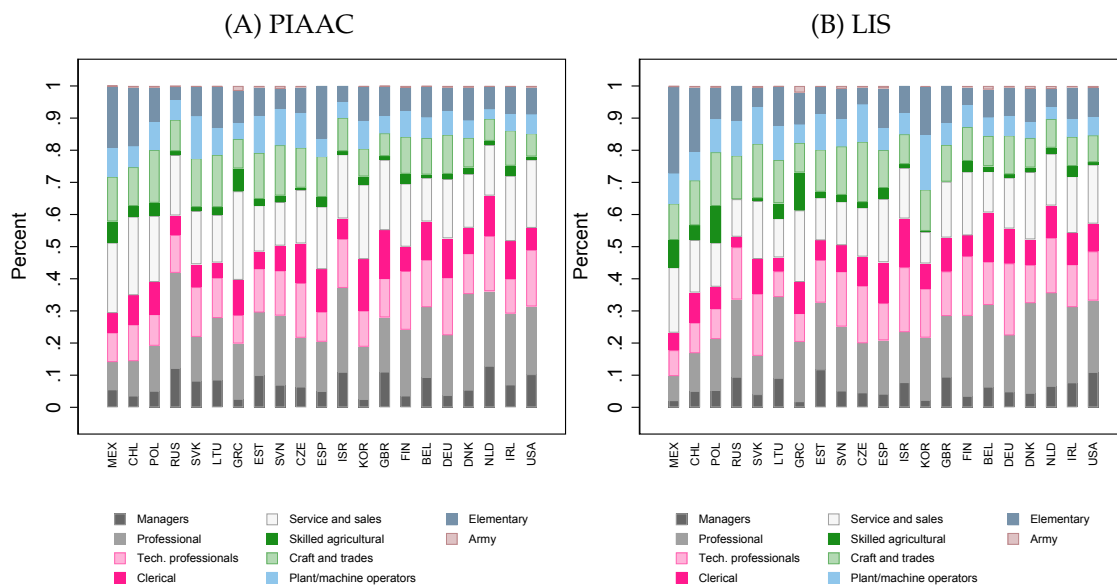 (A) PIAAC
Percent
1
.9
.8
.7
.6
.5
.4
.3
.2
.1
0
MEX CHL POL RUS SVK LTU GRC EST SVN CZE ESP ISR KOR GBR FIN BEL DEU DNK NLD IRL USA
Managers Service and sales Elementary
Professional Skilled agricultural Army
Tech. professionals Craft and trades
Clerical Plant/machine operators
(B) LIS
Percent
1
.9
.8
.7
.6
.5
.4
.3
.2
.1
0
MEX CHL POL RUS SVK LTU GRC EST SVN CZE ESP ISR KOR GBR FIN BEL DEU DNK NLD IRL USA
Managers Service and sales Elementary
Professional Skilled agricultural Army
Tech. professionals Craft and trades
Clerical Plant/machine operators